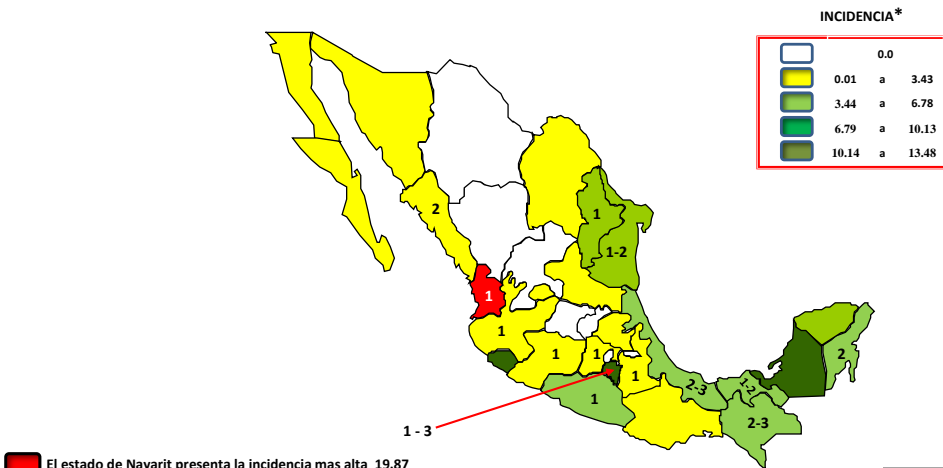 INCIDENCIA*
0.0
0.01 a 3.43
3.44 a 6.78
6.79 a 10.13
10.14 a 13.48
2
1
1-2
1
1
1
1
1
1
2-3
1-2
2
2-3
1 - 3
El estado de Nayarit presenta la incidencia mas alta 19.87